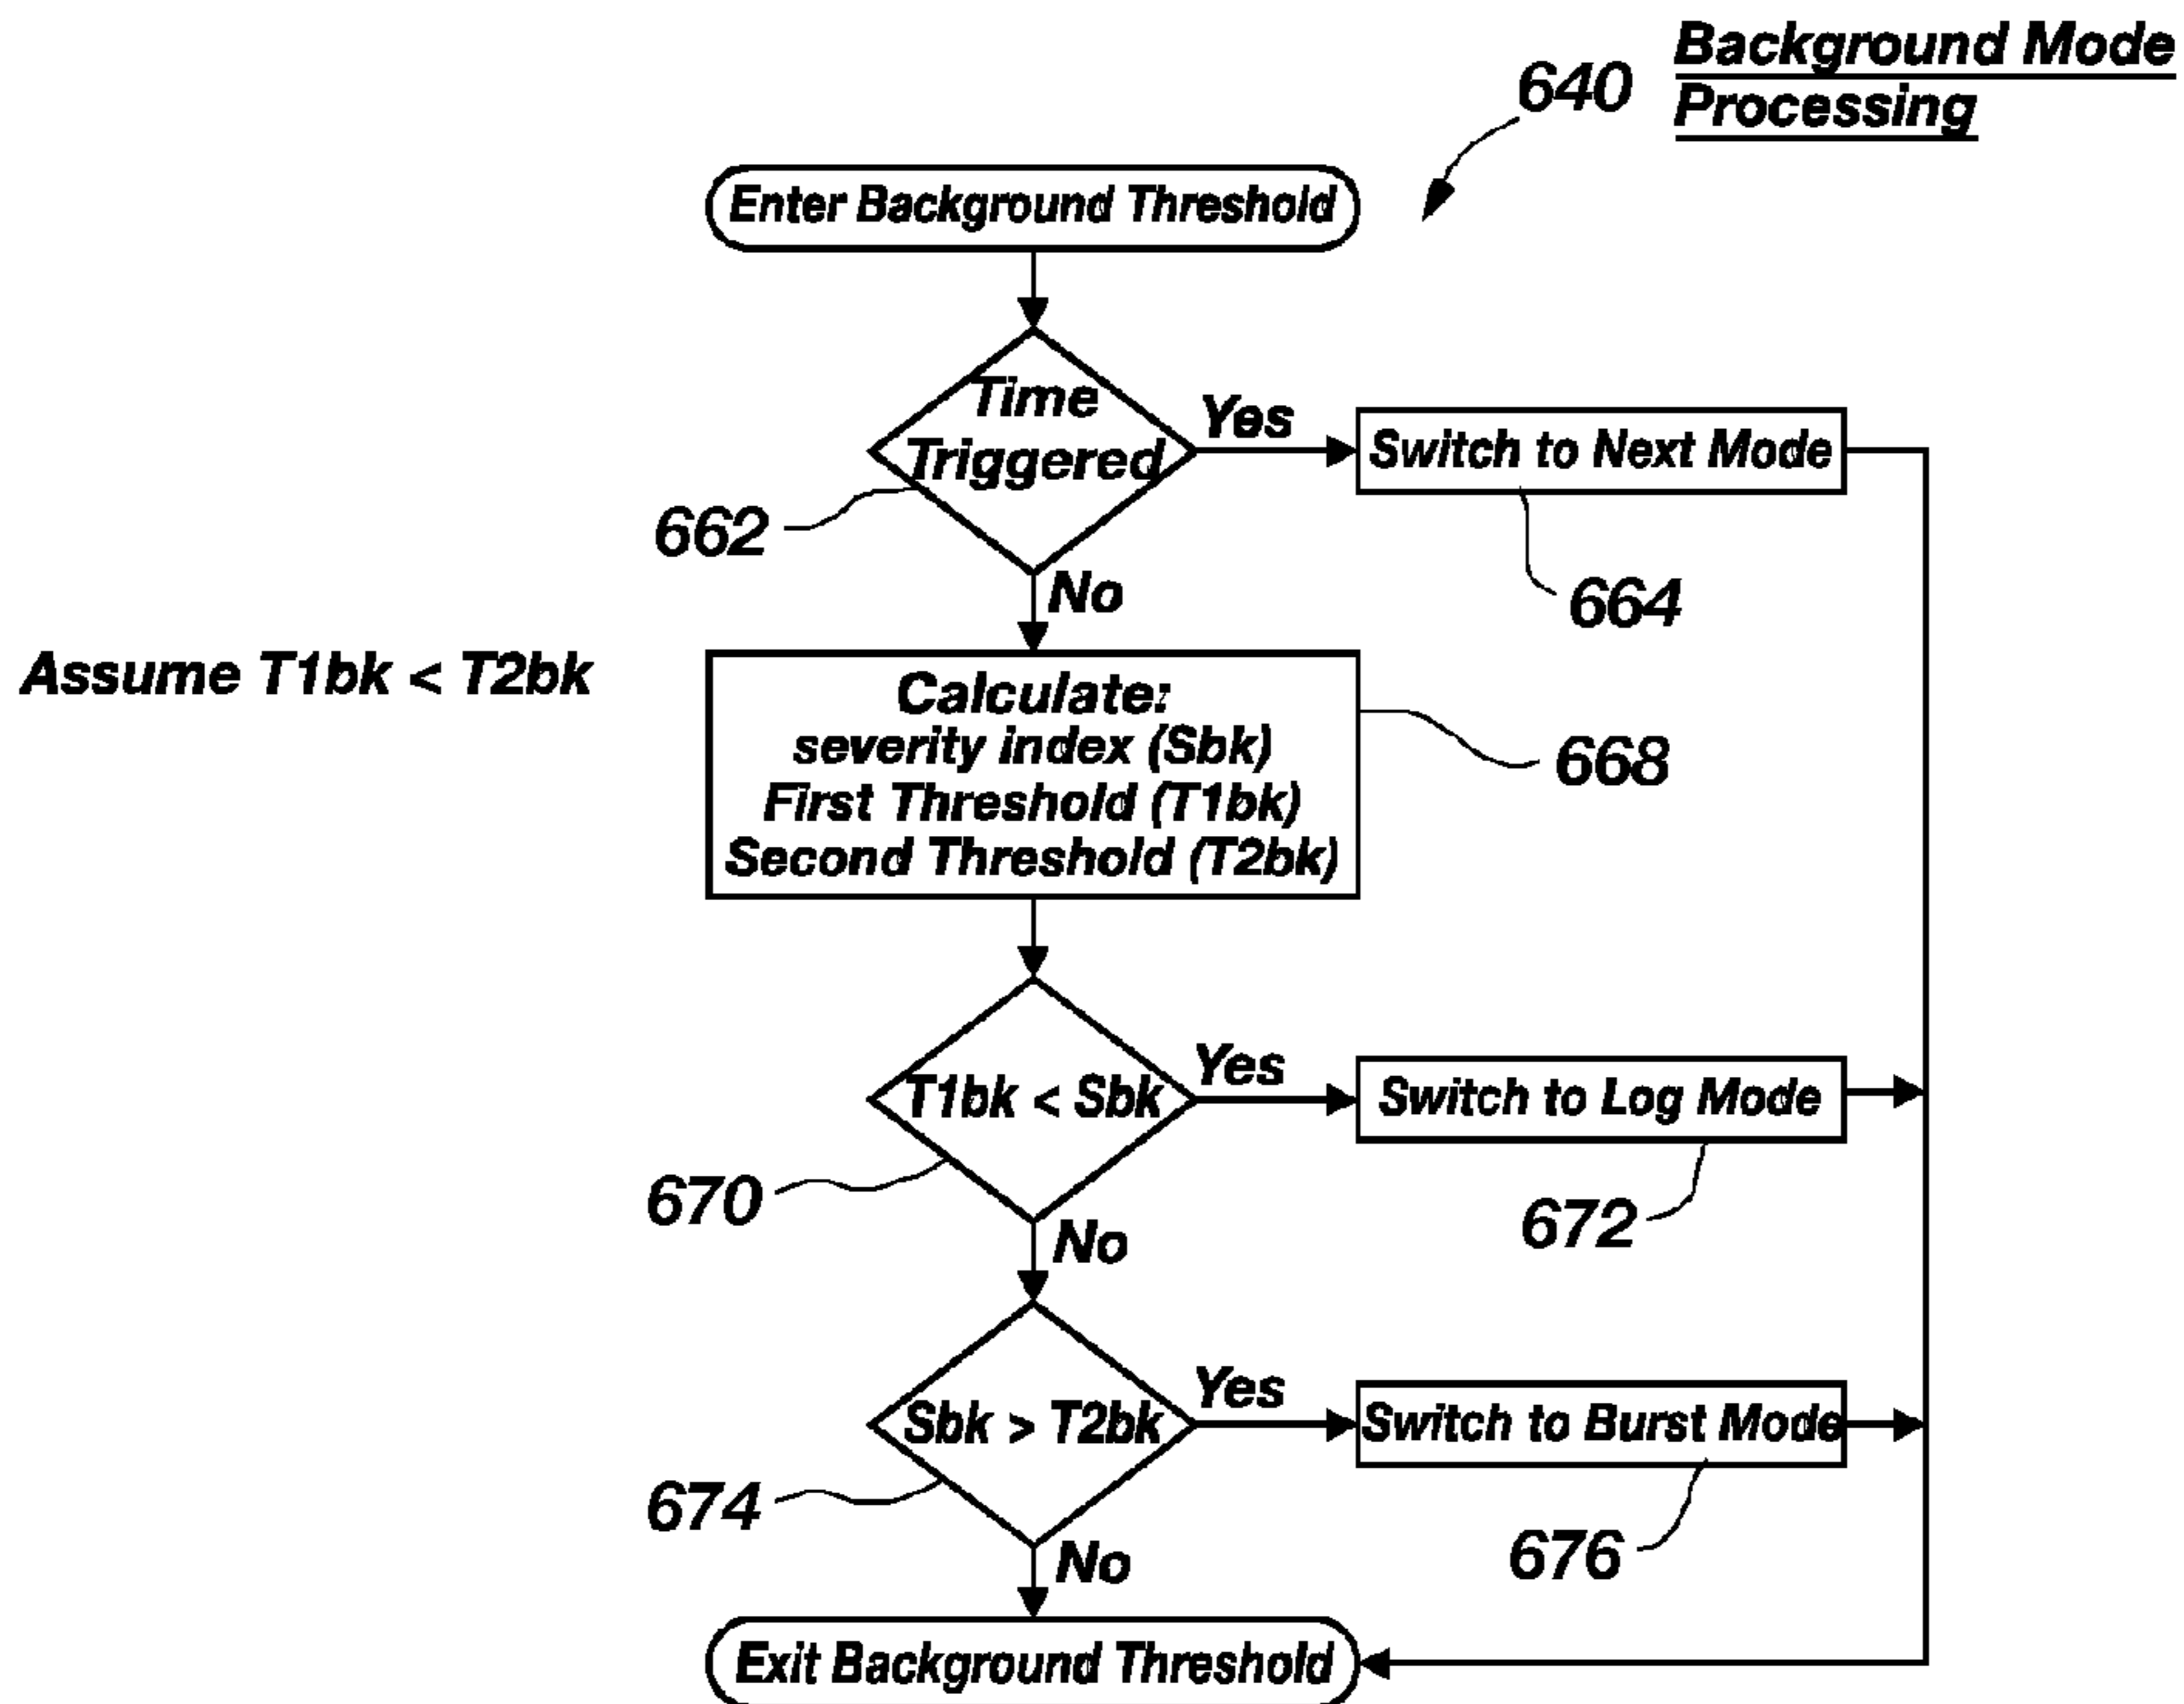 Background Mode
Processing
640
Enter Background Threshold
Time
Triggered
Yes
Switch to Next Mode
662
664
No
Assume T1bk < T2bk
Calculate:
severity index (Sbk)
First Threshold (T1bk)
Second Threshold (T2bk)
668
T1bk < Sbk
Yes
Switch to Log Mode
670
672
No
Sbk > T2bk
Yes
Switch to Burst Mode
674
676
No
Exit Background Threshold